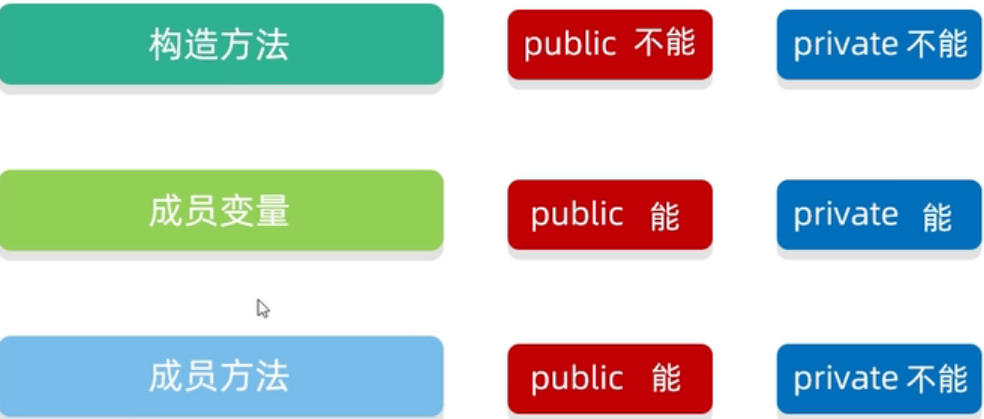 构造方法 public 不能 private 不能
成员变量 public 能 private 能
成员方法 public 能 private 不能